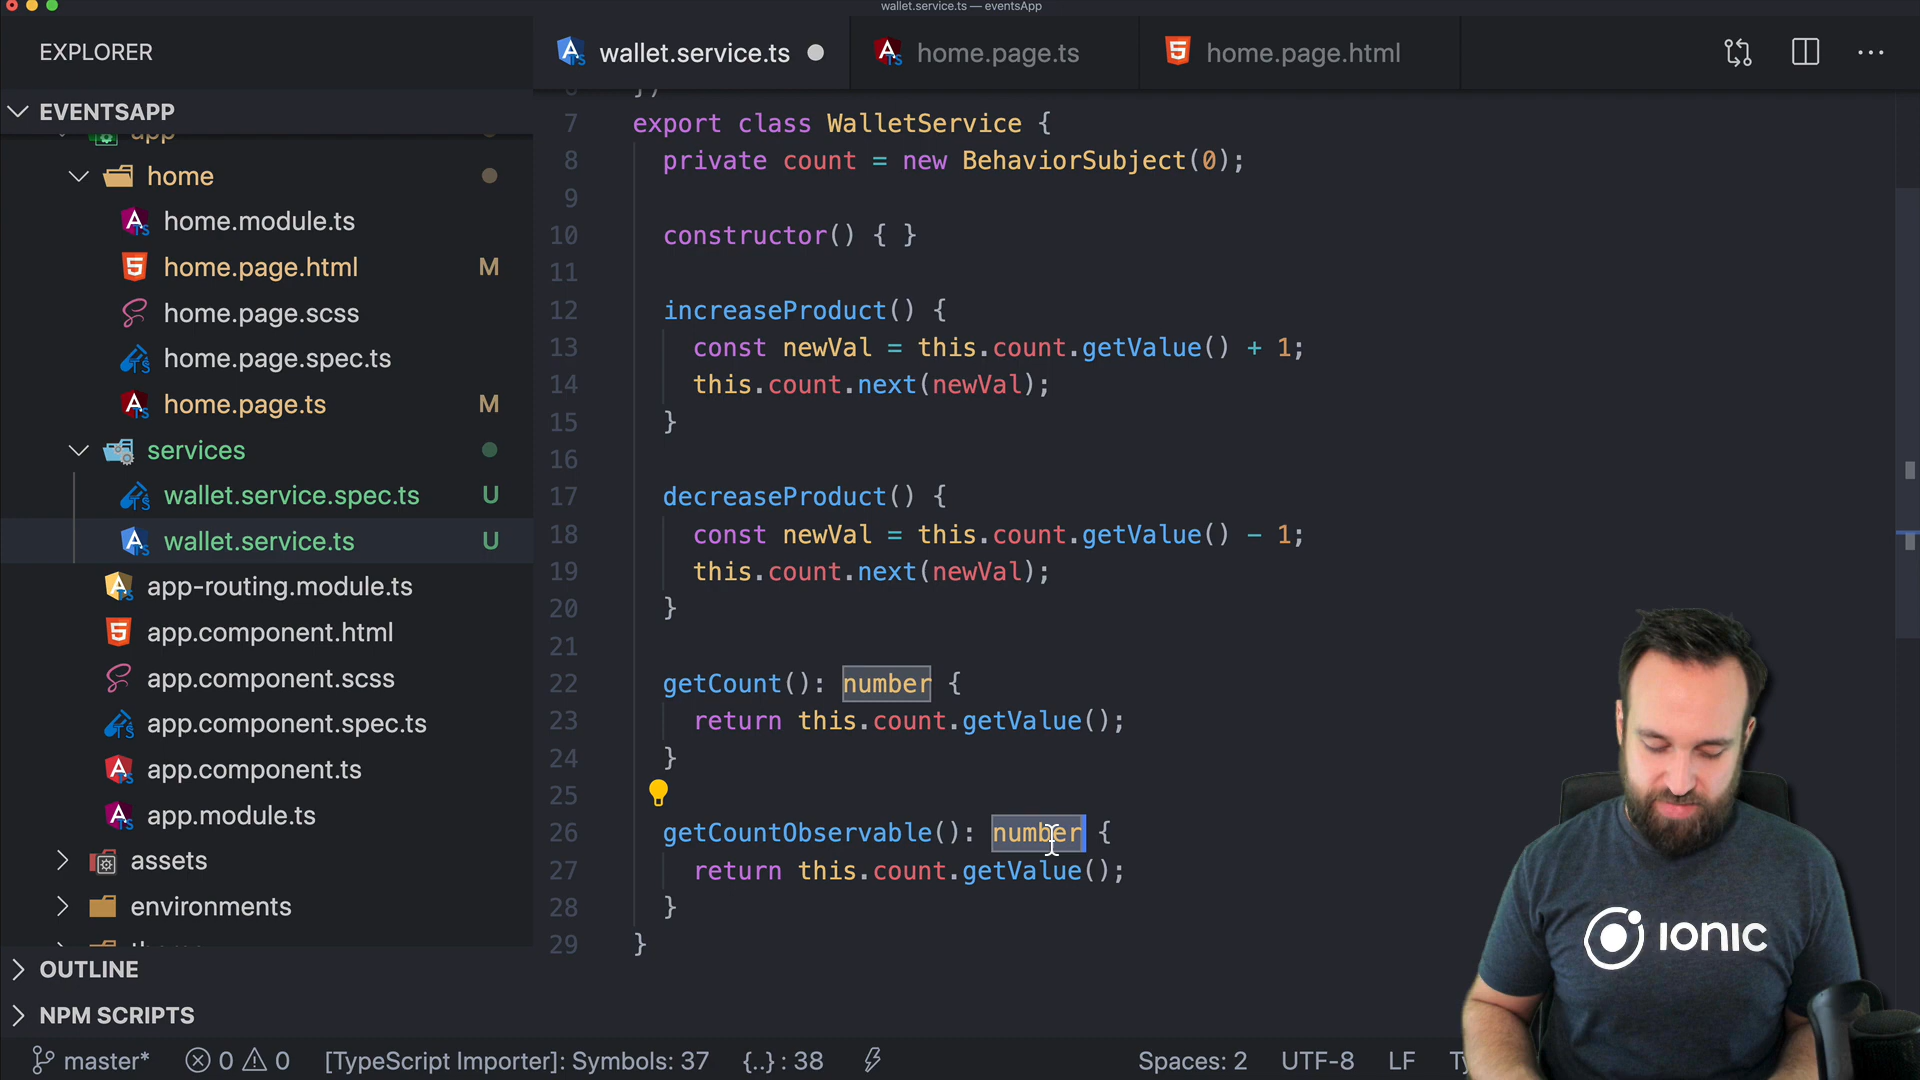 wallet.service.ts — eventsApp
EXPLORER
wallet.service.ts
home.page.ts
home.page.html
EVENTSAPP
app
home
home.module.ts
home.page.html M
home.page.scss
home.page.spec.ts
home.page.ts M
services
wallet.service.spec.ts U
wallet.service.ts U
app-routing.module.ts
app.component.html
app.component.scss
app.component.spec.ts
app.component.ts
app.module.ts
assets
environments
OUTLINE
NPM SCRIPTS
6 })
7 export class WalletService {
8 private count = new BehaviorSubject(0);
9
10 constructor() { }
11
12 increaseProduct() {
13 const newVal = this.count.getValue() + 1;
14 this.count.next(newVal);
15 }
16
17 decreaseProduct() {
18 const newVal = this.count.getValue() - 1;
19 this.count.next(newVal);
20 }
21
22 getCount(): number {
23 return this.count.getValue();
24 }
25
26 getCountObservable(): number {
27 return this.count.getValue();
28 }
29 }
IONIC
master* 0 0 [TypeScript Importer]: Symbols: 37 {..} : 38 Spaces: 2 UTF-8 LF